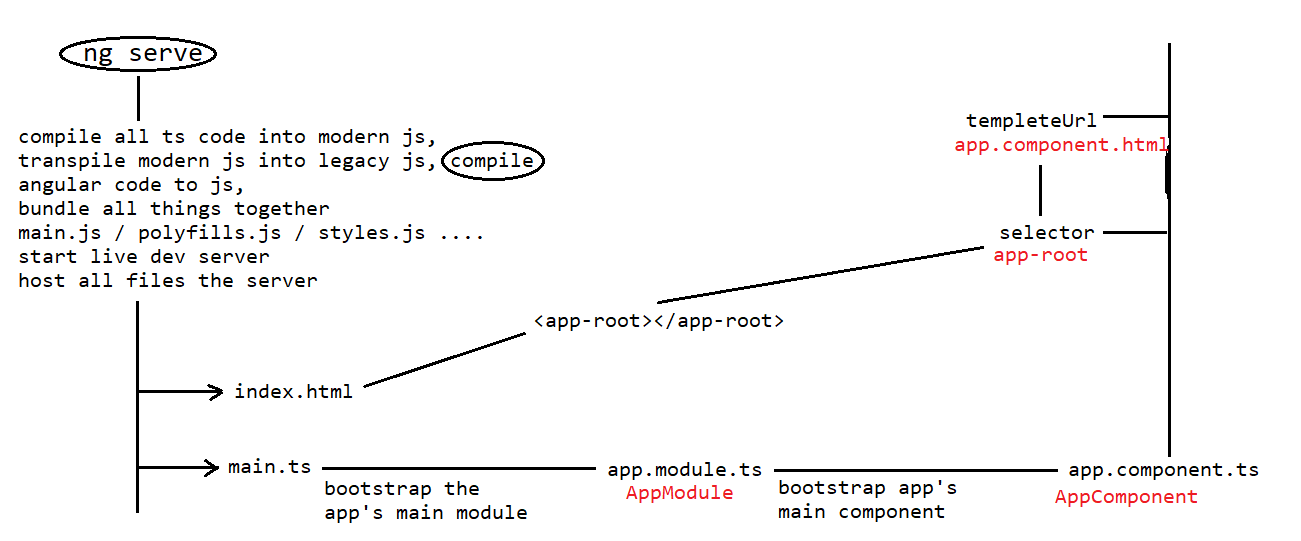 ng serve
compile all ts code into modern js,
transpile modern js into legacy js, compile
angular code to js,
bundle all things together
main.js / polyfills.js / styles.js ....
start live dev server
host all files the server
templeteUrl
app.component.html
selector
app-root
<app-root></app-root>
index.html
main.ts
bootstrap the
app's main module
app.module.ts
AppModule
bootstrap app's
main component
app.component.ts
AppComponent